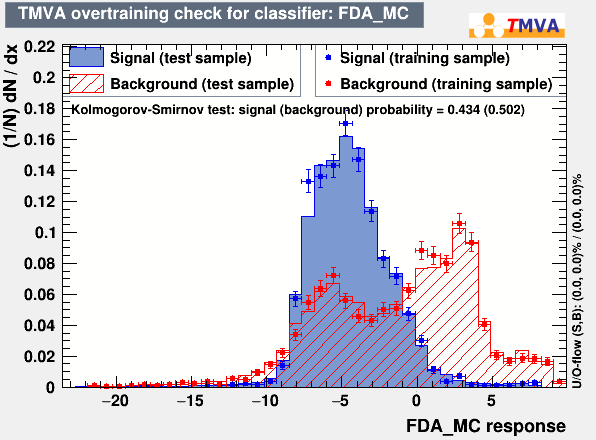 TMVA overtraining check for classifier: FDA_MC
TMVA
(1/N) dN / dx
0.22
0.2
0.18
0.16
0.14
0.12
0.1
0.08
0.06
0.04
0.02
0
Signal (test sample)
Background (test sample)
Signal (training sample)
Background (training sample)
Kolmogorov-Smirnov test: signal (background) probability = 0.434 (0.502)
U/O-flow (S,B): (0.0, 0.0)% / (0.0, 0.0)%
−20 −15 −10 −5 0 5
FDA_MC response